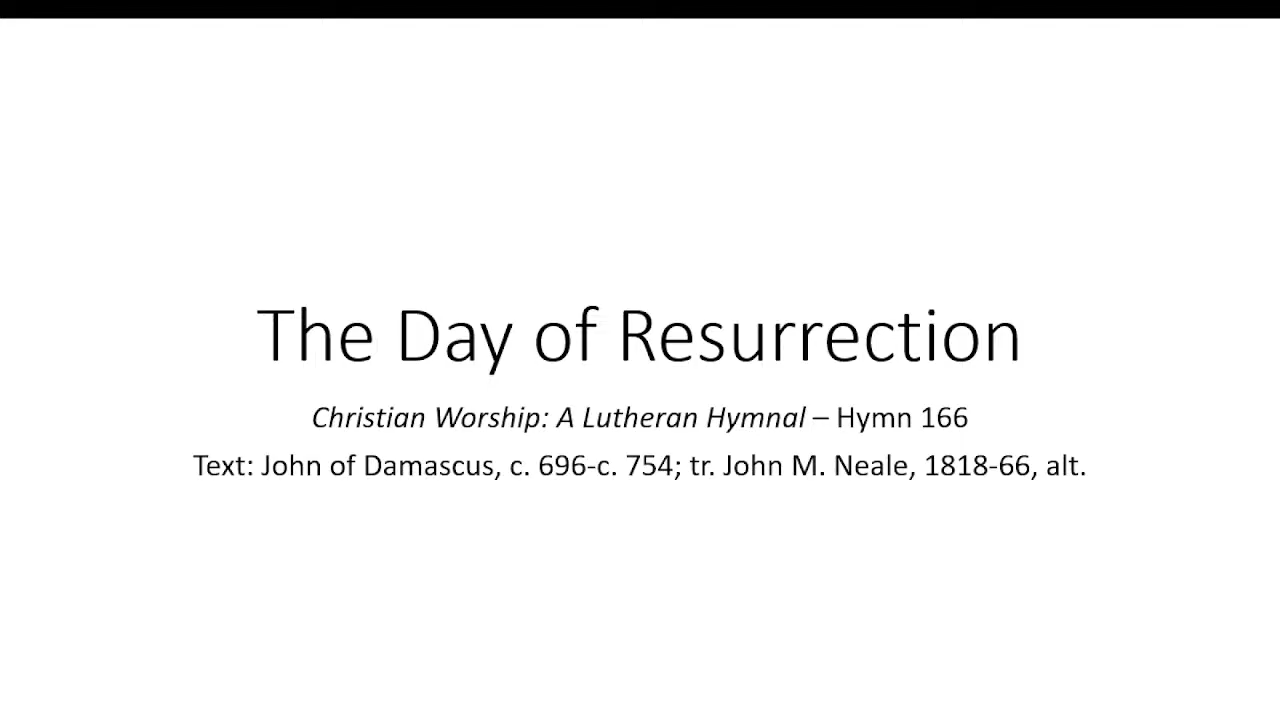 The Day of Resurrection
Christian Worship: A Lutheran Hymnal – Hymn 166
Text: John of Damascus, c. 696-c. 754; tr. John M. Neale, 1818-66, alt.